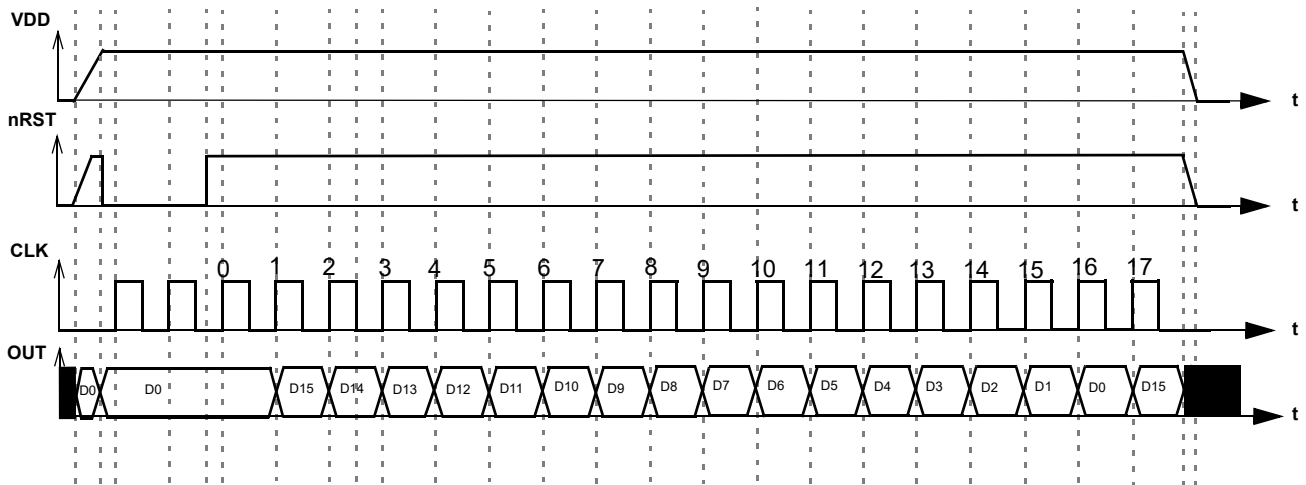 VDD
t
nRST
t
CLK
0 1 2 3 4 5 6 7 8 9 10 11 12 13 14 15 16 17
t
OUT
D0 D0 D15 D14 D13 D12 D11 D10 D9 D8 D7 D6 D5 D4 D3 D2 D1 D0 D15
t